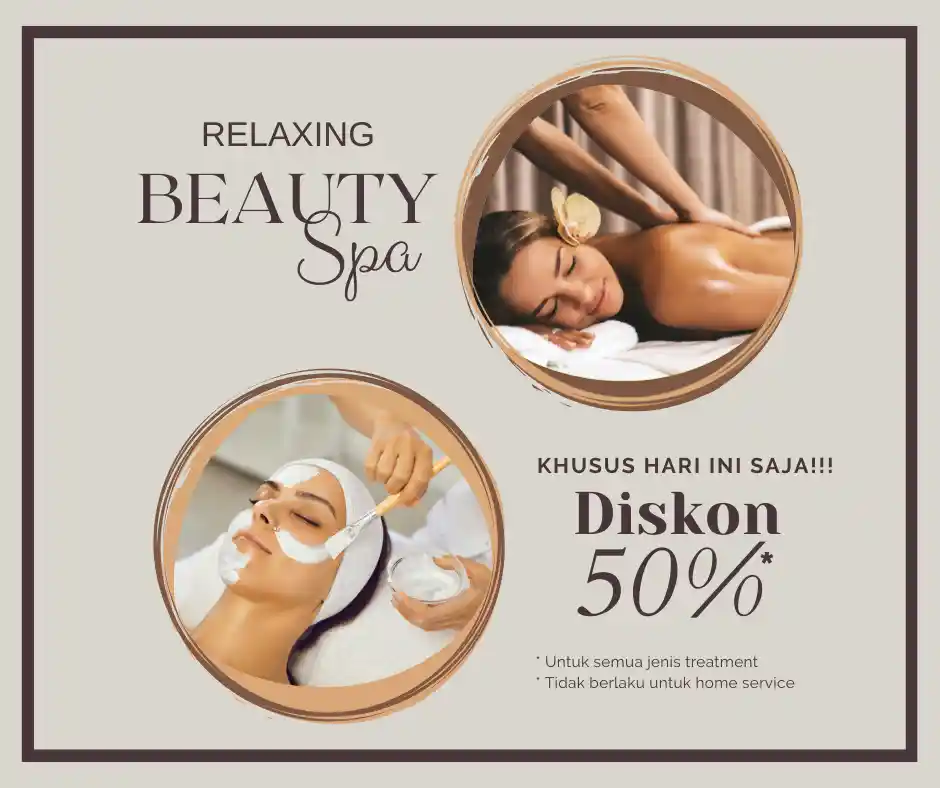 RELAXING
BEAUTY
Spa
KHUSUS HARI INI SAJA!!!
Diskon
50%*
* Untuk semua jenis treatment
* Tidak berlaku untuk home service